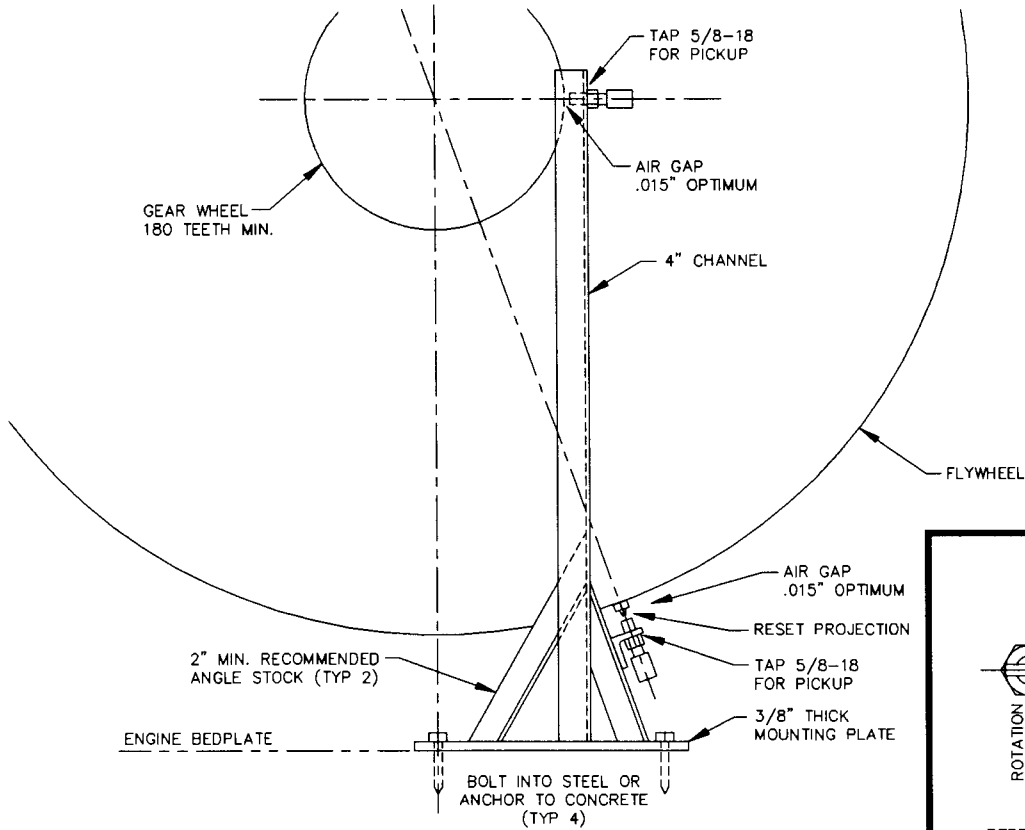 TAP 5/8-18
FOR PICKUP
AIR GAP
.015" OPTIMUM
GEAR WHEEL
180 TEETH MIN.
4" CHANNEL
FLYWHEEL
AIR GAP
.015" OPTIMUM
RESET PROJECTION
2" MIN. RECOMMENDED
ANGLE STOCK (TYP 2)
TAP 5/8-18
FOR PICKUP
3/8" THICK
MOUNTING PLATE
ROTATION
ENGINE BEDPLATE
BOLT INTO STEEL OR
ANCHOR TO CONCRETE
(TYP 4)